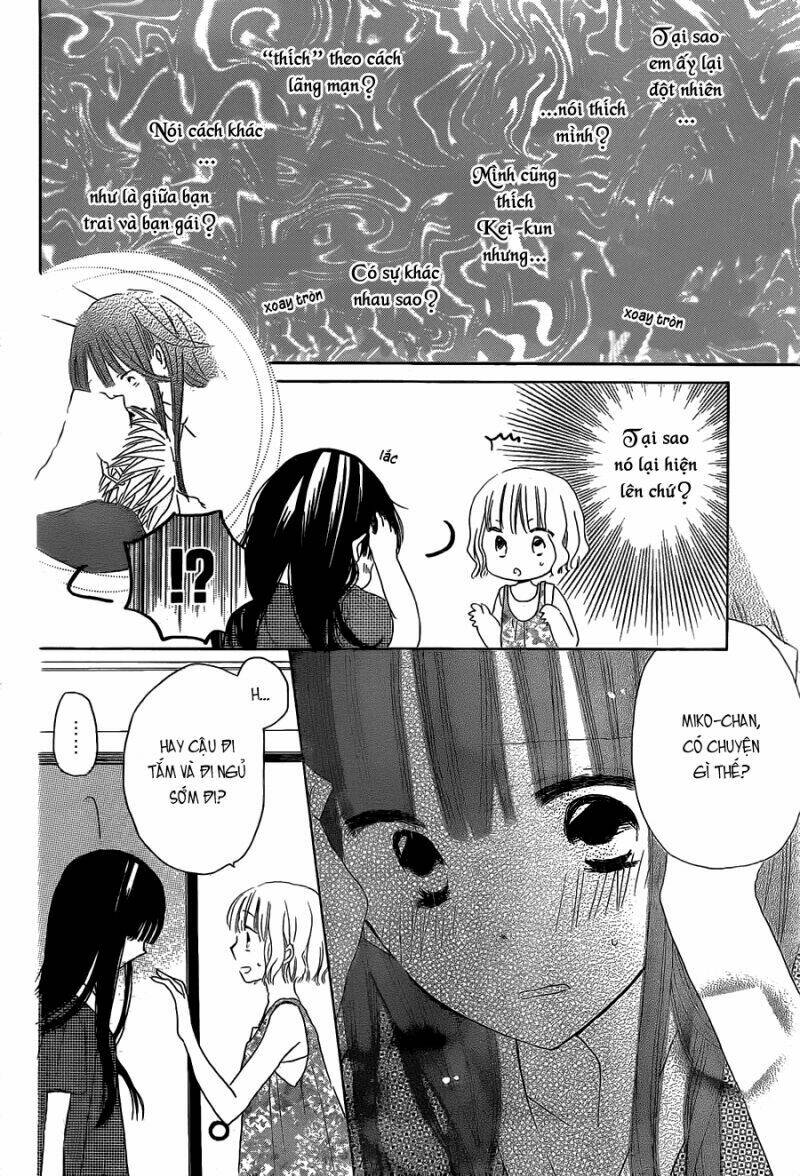 Tại sao
em ấy lại
đột nhiên
...
...nói thích
mình?
"thích" theo cách
lãng mạn?
Mình cũng
thích
Kei-kun
nhưng...
Nói cách khác
...
như là giữa bạn
trai và bạn gái?
Có sự khác
nhau sao?
xoay tròn
xoay tròn
Tại sao
nó lại hiện
lên chứ?
lắc
!?
MIKO-CHAN,
CÓ CHUYỆN
GÌ THẾ?
H...
HAY CẬU ĐI
TẮM VÀ ĐI NGỦ
SỚM ĐI?
......